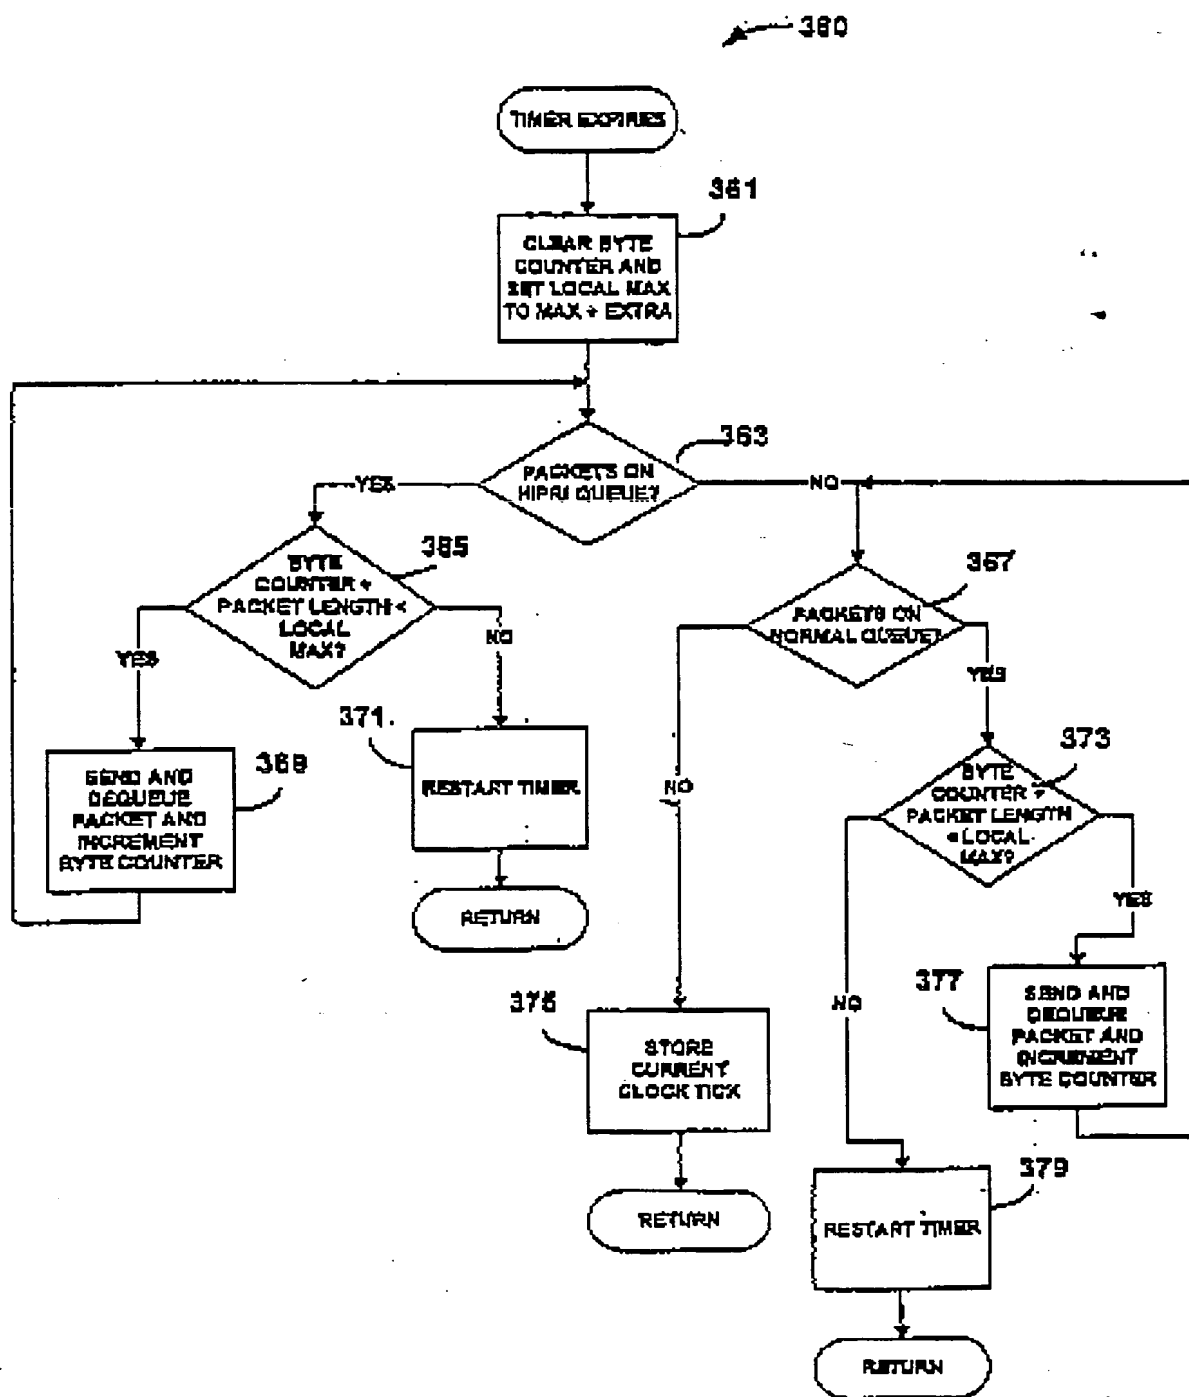 360
TIMER EXPIRES
361
CLEAR BYTE
COUNTER AND
SET LOCAL MAX
TO MAX + EXTRA
363
PACKETS ON
HIPRI QUEUE?
YES
NO
365
BYTE
COUNTER +
PACKET LENGTH <
LOCAL
MAX?
367
PACKETS ON
NORMAL QUEUE?
YES
NO
NO
YES
369
SEND AND
DEQUEUE
PACKET AND
INCREMENT
BYTE COUNTER
371
RESTART TIMER
RETURN
373
BYTE
COUNTER +
PACKET LENGTH
< LOCAL
MAX?
YES
NO
375
STORE
CURRENT
CLOCK TICK
RETURN
377
SEND AND
DEQUEUE
PACKET AND
INCREMENT
BYTE COUNTER
379
RESTART TIMER
RETURN